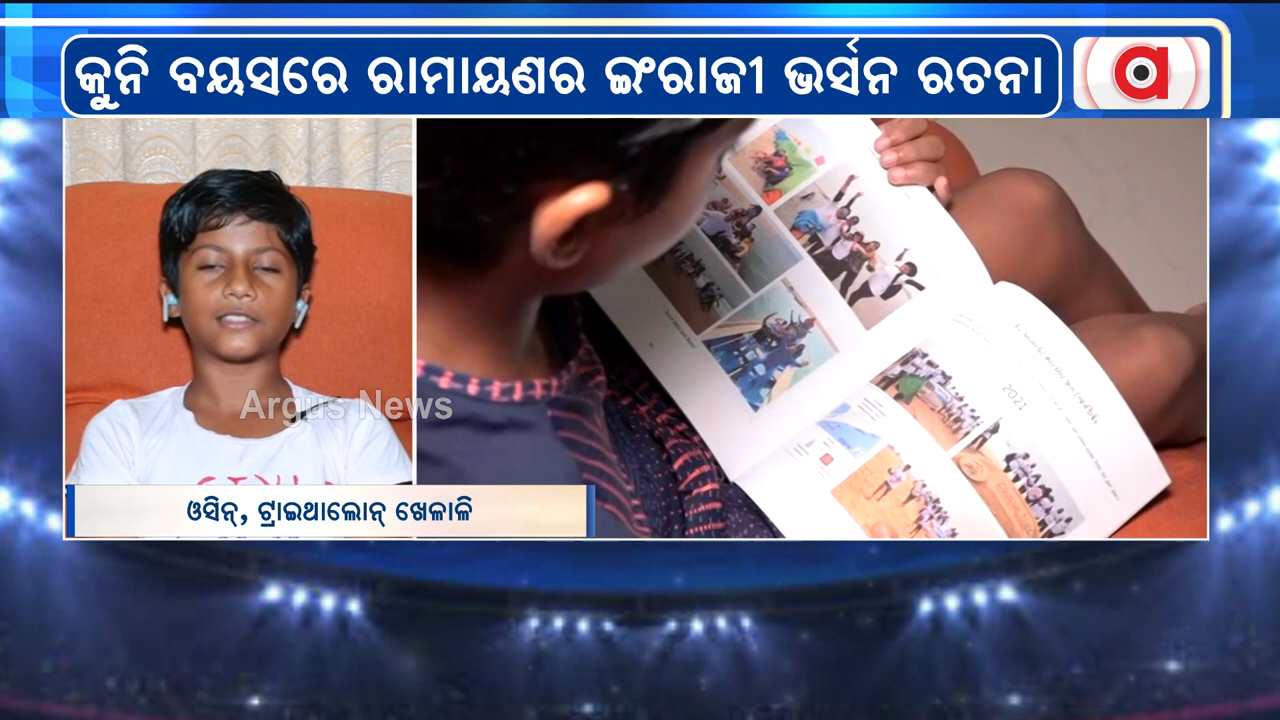 କୁନି ବୟସରେ ରାମାୟଣର ଇଂରାଜୀ ଭର୍ସନ ରଚନା
a
Argus News
2021
ଓସିନ୍, ଟ୍ରାଇଥାଲୋନ୍ ଖେଳାଳି